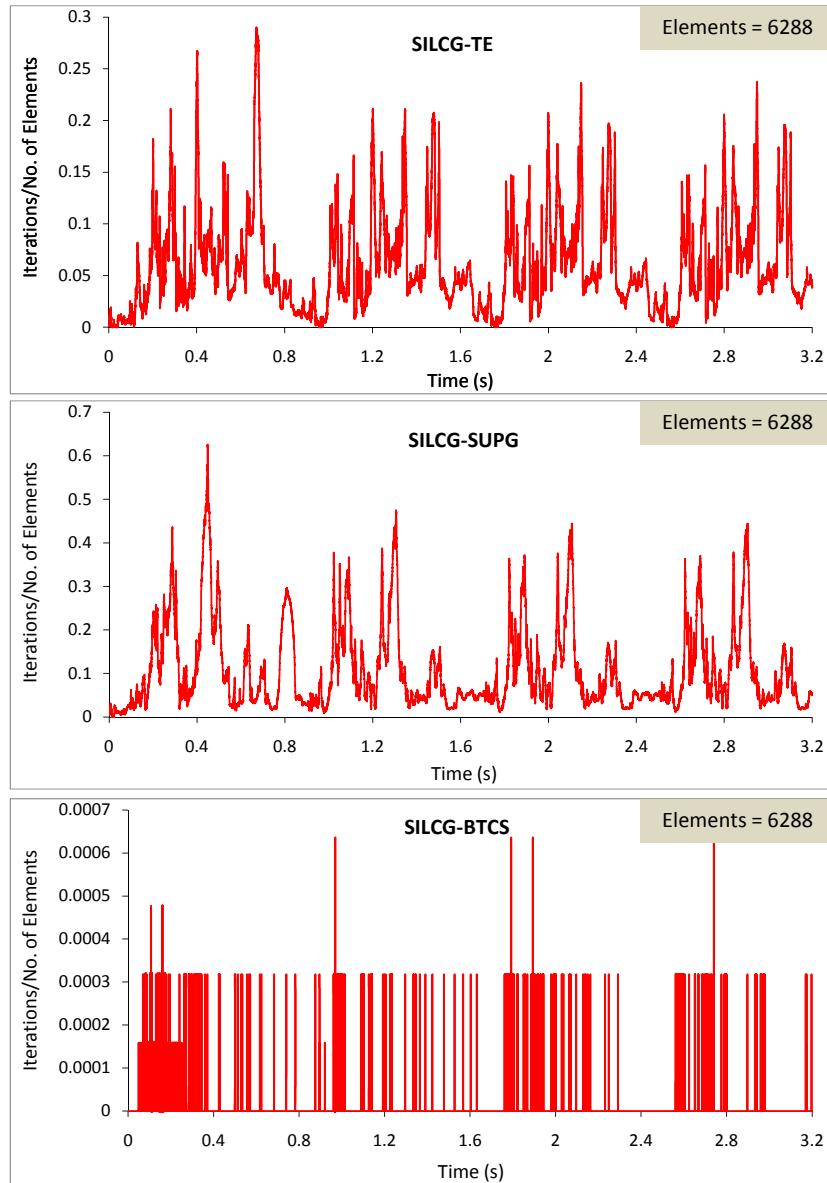 SILCG-TE
Elements = 6288
Iterations/No. of Elements
0.3
0.25
0.2
0.15
0.1
0.05
0
0 0.4 0.8 1.2 1.6 2 2.4 2.8 3.2
Time (s)
SILCG-SUPG
Elements = 6288
Iterations/No. of Elements
0.7
0.6
0.5
0.4
0.3
0.2
0.1
0
0 0.4 0.8 1.2 1.6 2 2.4 2.8 3.2
Time (s)
SILCG-BTCS
Elements = 6288
Iterations/No. of Elements
0.0007
0.0006
0.0005
0.0004
0.0003
0.0002
0.0001
0
0 0.4 0.8 1.2 1.6 2 2.4 2.8 3.2
Time (s)